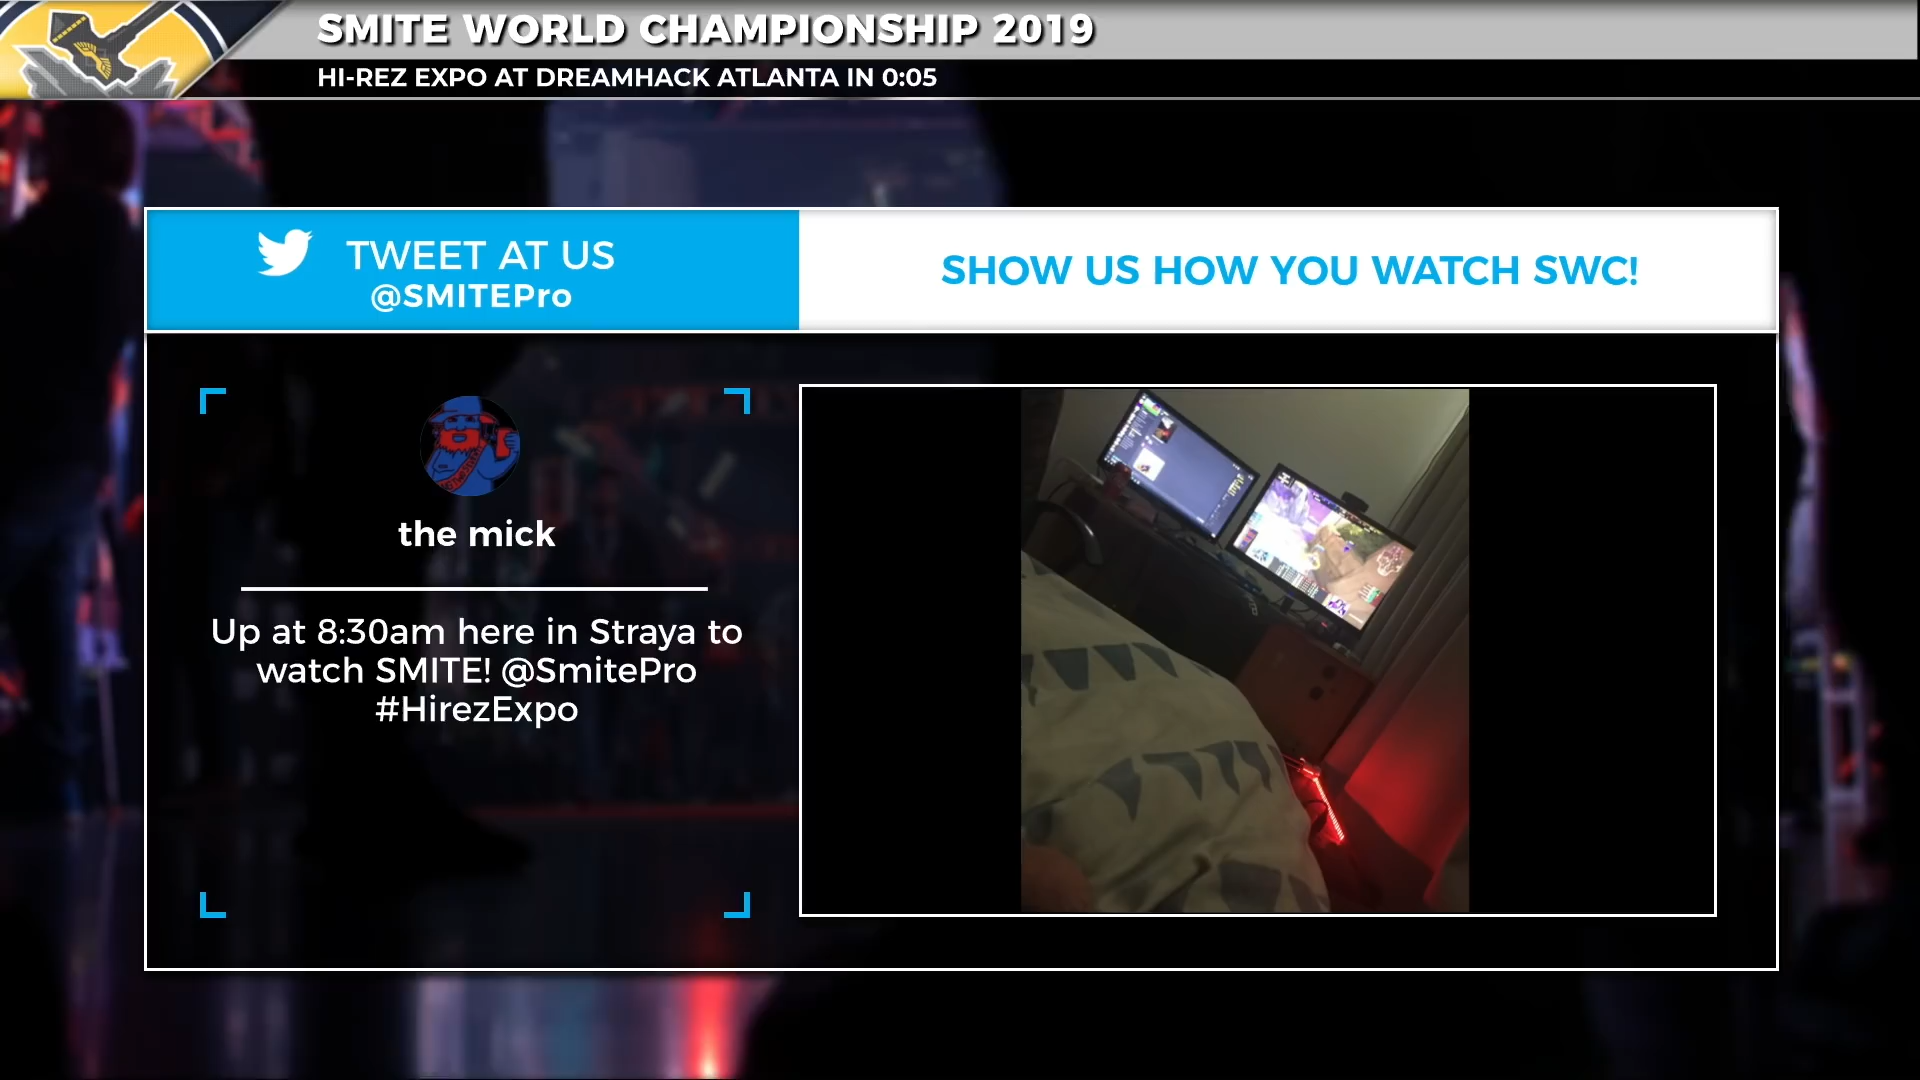 SMITE WORLD CHAMPIONSHIP 2019
HI-REZ EXPO AT DREAMHACK ATLANTA IN 0:05
TWEET AT US
@SMITEPro
SHOW US HOW YOU WATCH SWC!
the mick
Up at 8:30am here in Straya to
watch SMITE! @SmitePro
#HirezExpo